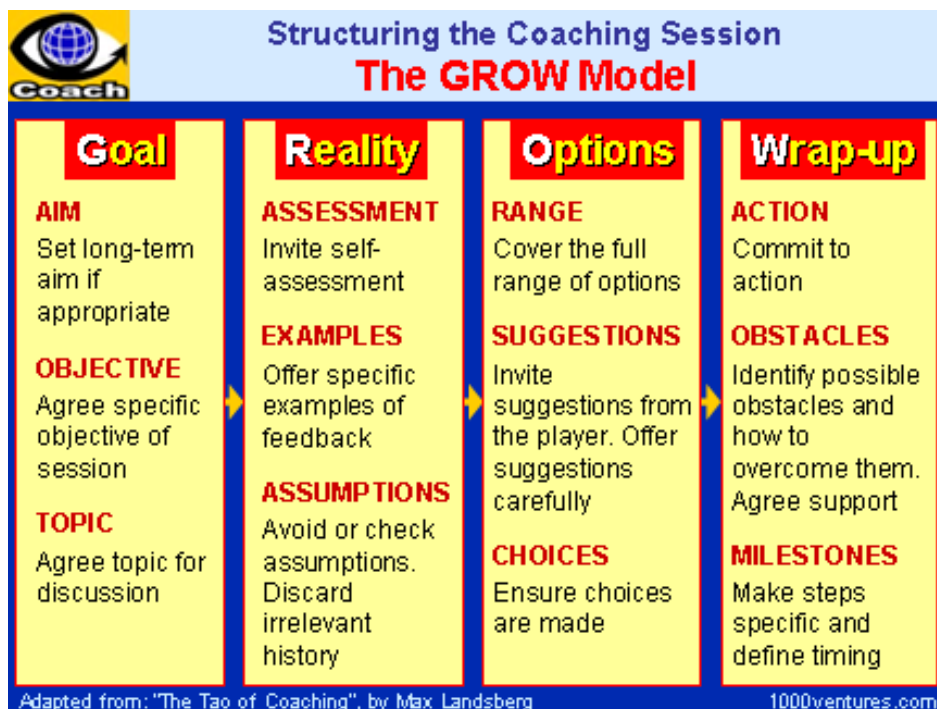 Coach
Structuring the Coaching Session
The GROW Model
Goal
AIM
Set long-term
aim if
appropriate
OBJECTIVE
Agree specific
objective of
session
TOPIC
Agree topic for
discussion
Reality
ASSESSMENT
Invite self-
assessment
EXAMPLES
Offer specific
examples of
feedback
ASSUMPTIONS
Avoid or check
assumptions.
Discard
irrelevant
history
Options
RANGE
Cover the full
range of options
SUGGESTIONS
Invite
suggestions from
the player. Offer
suggestions
carefully
CHOICES
Ensure choices
are made
Wrap-up
ACTION
Commit to
action
OBSTACLES
Identify possible
obstacles and
how to
overcome them.
Agree support
MILESTONES
Make steps
specific and
define timing
Adapted from: "The Tao of Coaching", by Max Landsberg
1000ventures.com